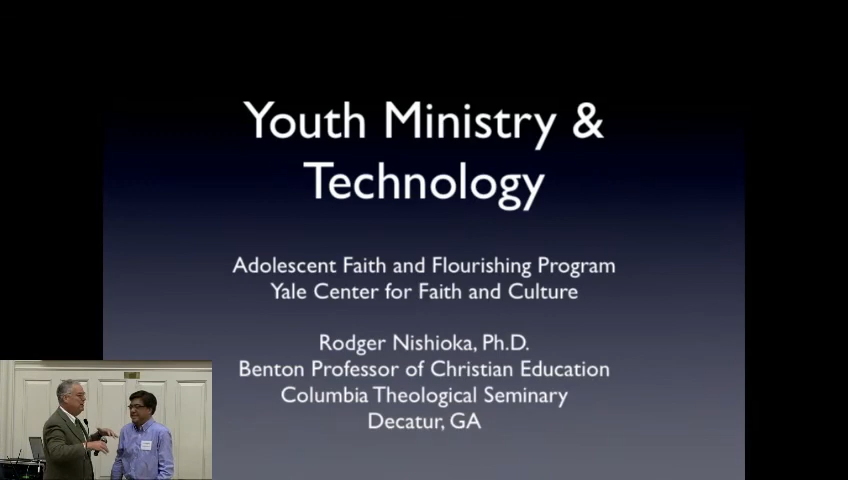 Youth Ministry &
Technology
Adolescent Faith and Flourishing Program
Yale Center for Faith and Culture
Rodger Nishioka, Ph.D.
Benton Professor of Christian Education
Columbia Theological Seminary
Decatur, GA